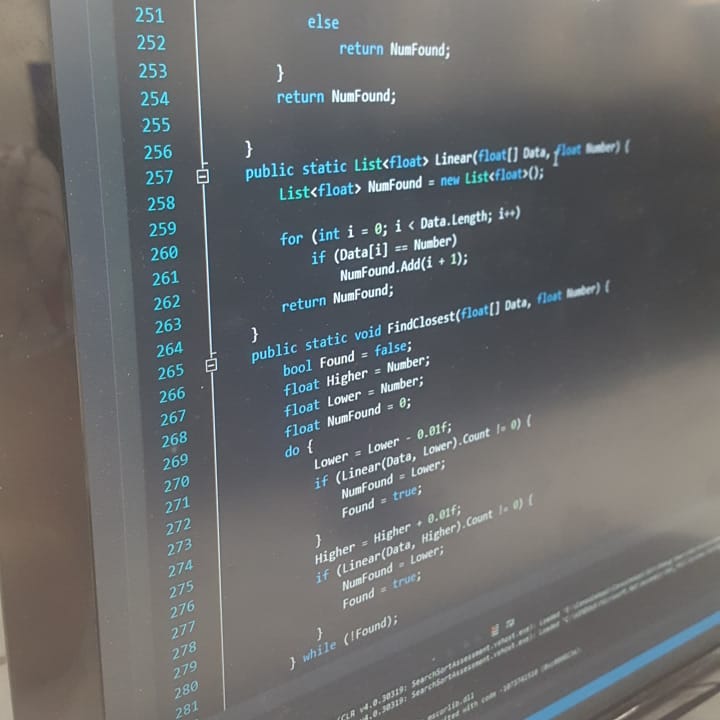 251 else
252 return NumFound;
253 }
254 return NumFound;
255
256 }
257 public static List<float> Linear(float[] Data, float Number) {
258 List<float> NumFound = new List<float>();
259
260 for (int i = 0; i < Data.Length; i++)
261 if (Data[i] == Number)
262 NumFound.Add(i + 1);
263 return NumFound;
264 }
265 public static void FindClosest(float[] Data, float Number) {
266 bool Found = false;
267 float Higher = Number;
268 float Lower = Number;
269 float NumFound = 0;
270 do {
271 Lower = Lower - 0.01f;
272 if (Linear(Data, Lower).Count != 0) {
273 NumFound = Lower;
274 Found = true;
275 }
276 Higher = Higher + 0.01f;
277 if (Linear(Data, Higher).Count != 0) {
278 NumFound = Lower;
279 Found = true;
280 }
281 } while (!Found);
(CLR v4.0.30319: SearchSortAssessment.vshost.exe): Loaded
v4.0.30319: SearchSortAssessment.vshost.exe): Loaded
mscorlib.dll
with code -1073741510